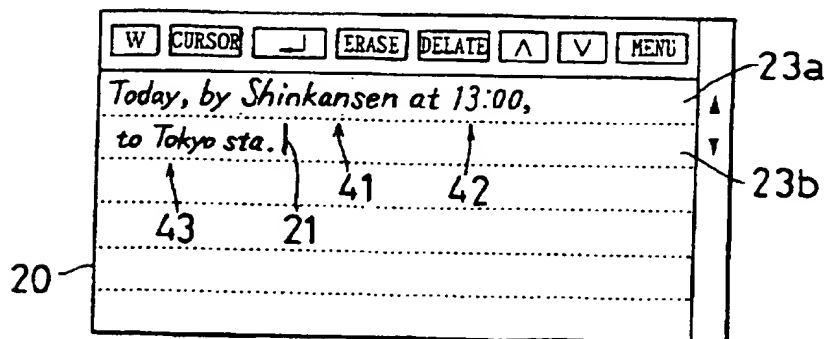 W CURSOR ERASE DELATE MENU
Today, by Shinkansen at 13:00, 23a
to Tokyo sta. 23b
41 42
43 21
20